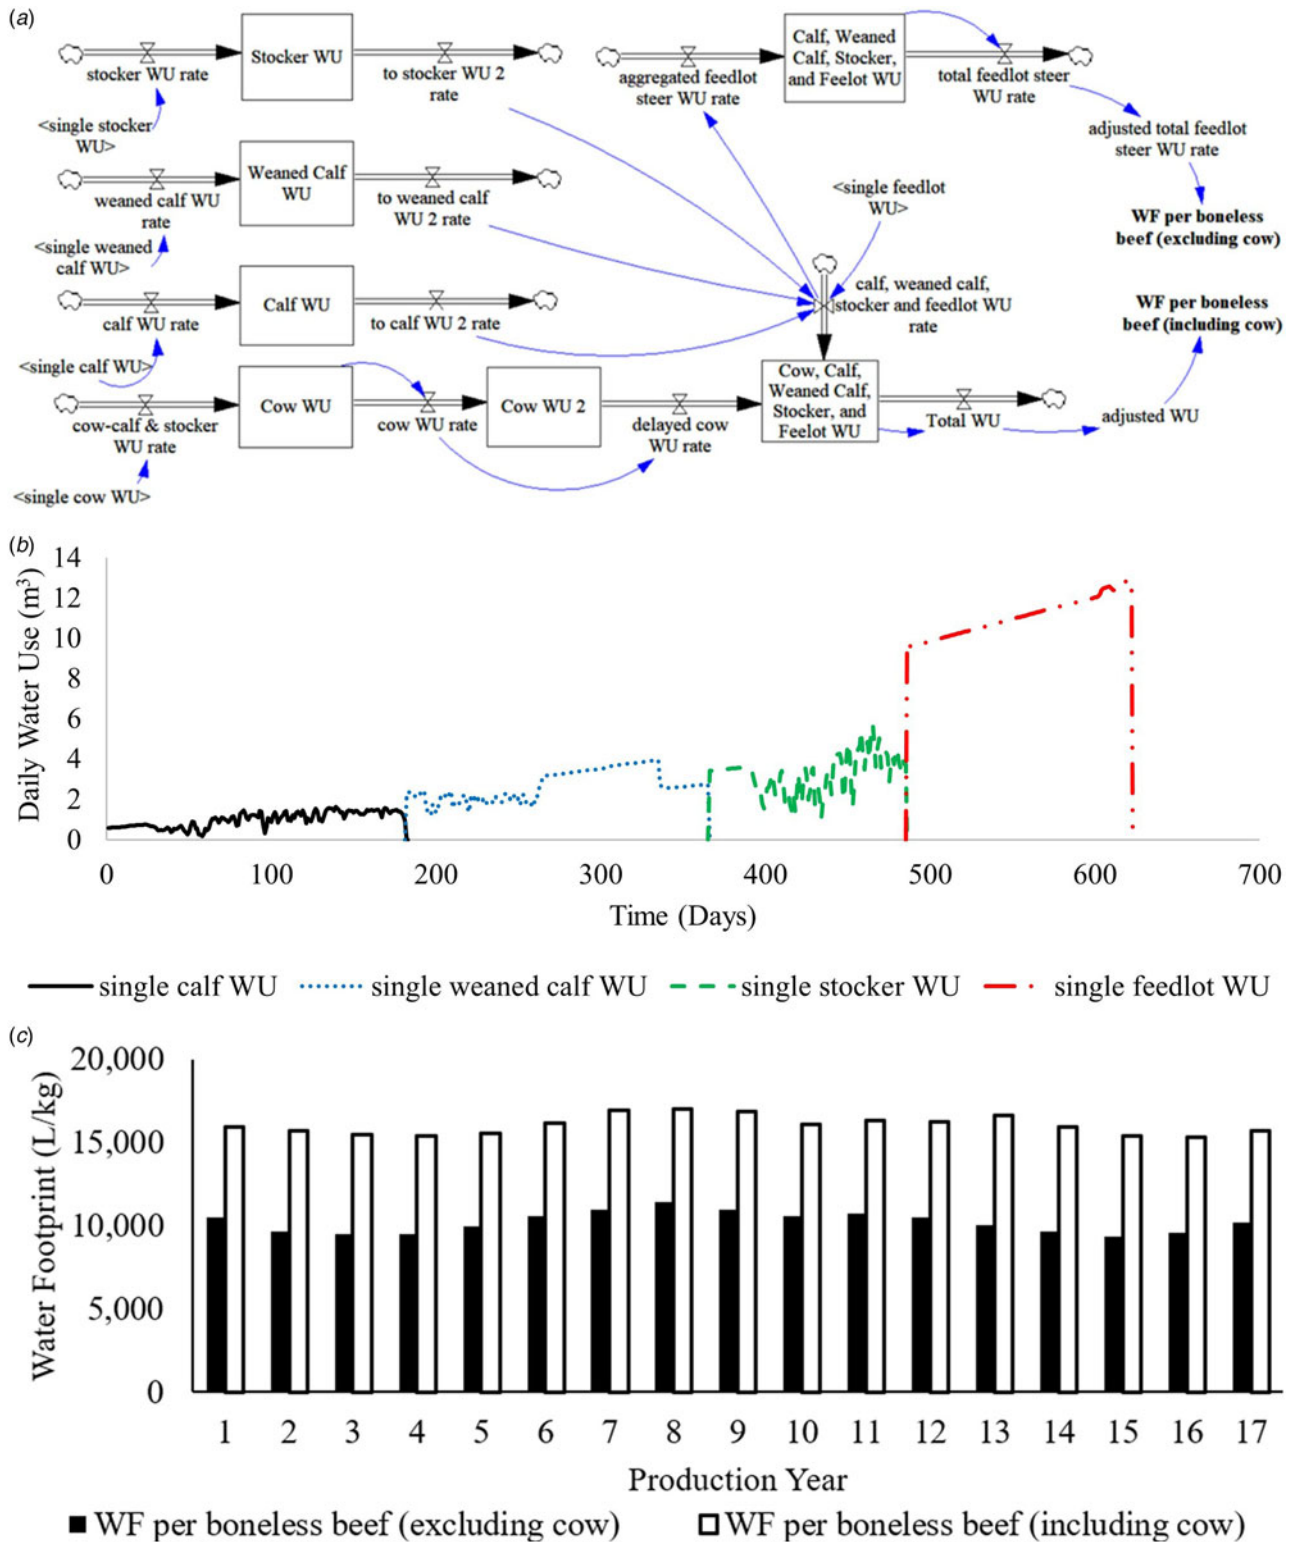 (a)
Stocker WU
stocker WU rate
to stocker WU 2
rate
<single stocker
WU>
Weaned Calf
WU
weaned calf WU
rate
to weaned calf
WU 2 rate
<single weaned
calf WU>
Calf WU
calf WU rate
to calf WU 2 rate
<single calf WU>
Cow WU
cow-calf & stocker
WU rate
<single cow WU>
cow WU rate
Cow WU 2
delayed cow
WU rate
Cow, Calf,
Weaned Calf,
Stocker, and
Feelot WU
Total WU
adjusted WU
aggregated feedlot
steer WU rate
Calf, Weaned
Calf, Stocker,
and Feelot WU
total feedlot steer
WU rate
adjusted total feedlot
steer WU rate
WF per boneless
beef (excluding cow)
<single feedlot
WU>
calf, weaned calf,
stocker and feedlot WU
rate
WF per boneless
beef (including cow)
(b)
Daily Water Use (m³)
14
12
10
8
6
4
2
0
0 100 200 300 400 500 600 700
Time (Days)
single calf WU single weaned calf WU single stocker WU single feedlot WU
(c)
Water Footprint (L/kg)
20,000
15,000
10,000
5,000
0
1 2 3 4 5 6 7 8 9 10 11 12 13 14 15 16 17
Production Year
WF per boneless beef (excluding cow) WF per boneless beef (including cow)